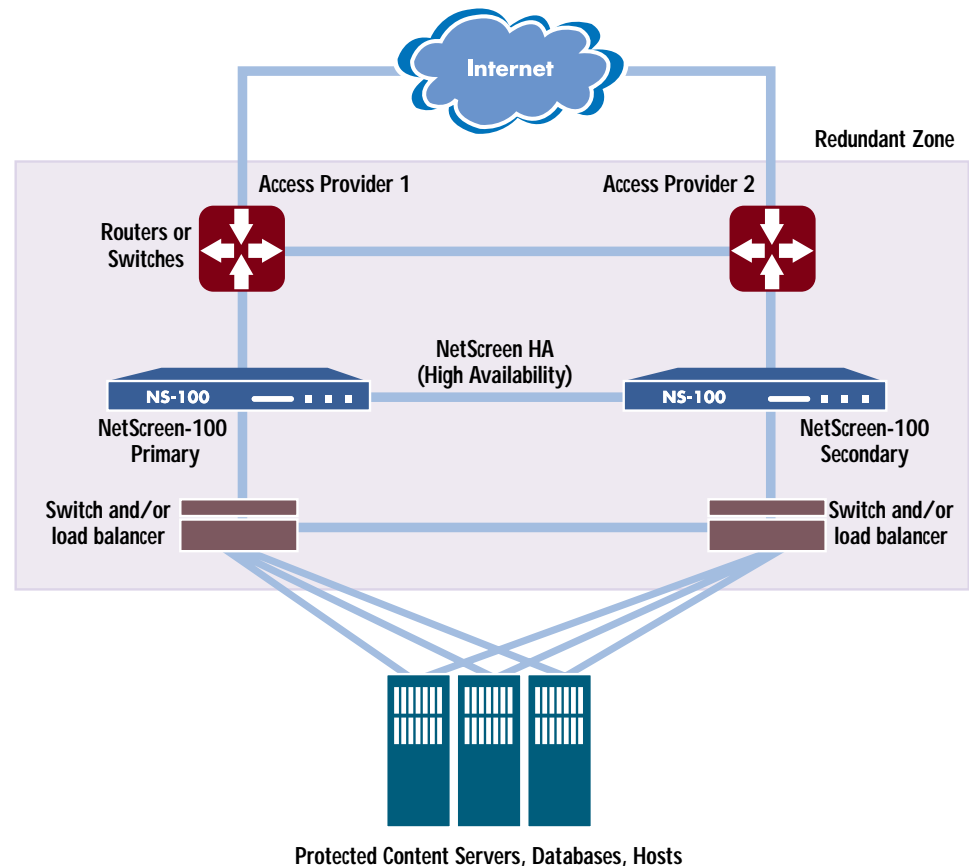 Internet
Redundant Zone
Access Provider 1
Access Provider 2
Routers or
Switches
NetScreen HA
(High Availability)
NS-100
NS-100
NetScreen-100
Primary
NetScreen-100
Secondary
Switch and/or
load balancer
Switch and/or
load balancer
Protected Content Servers, Databases, Hosts